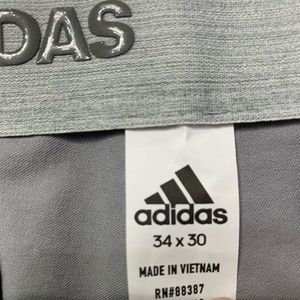 DAS
adidas
34 x 30
MADE IN VIETNAM
RN#88387